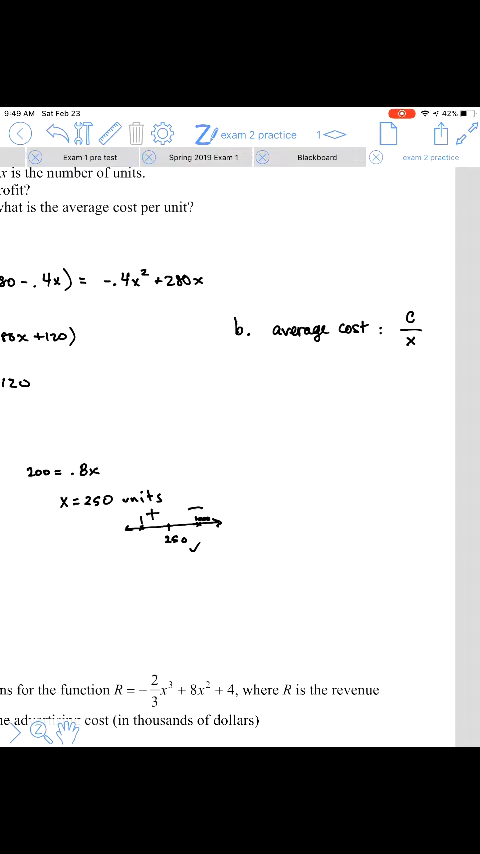 9:49 AM Sat Feb 23
42%
exam 2 practice
1
Exam 1 pre test
Spring 2019 Exam 1
Blackboard
exam 2 practice
x is the number of units.
rofit?
what is the average cost per unit?
80 - .4x) = -.4x² + 280x
b. average cost : C/x
x + 120)
120
200 = .8x
x = 250 units
+ −
1 1000
250 ✓
ns for the function R = −2/3x³ + 8x² + 4, where R is the revenue
e advertising cost (in thousands of dollars)